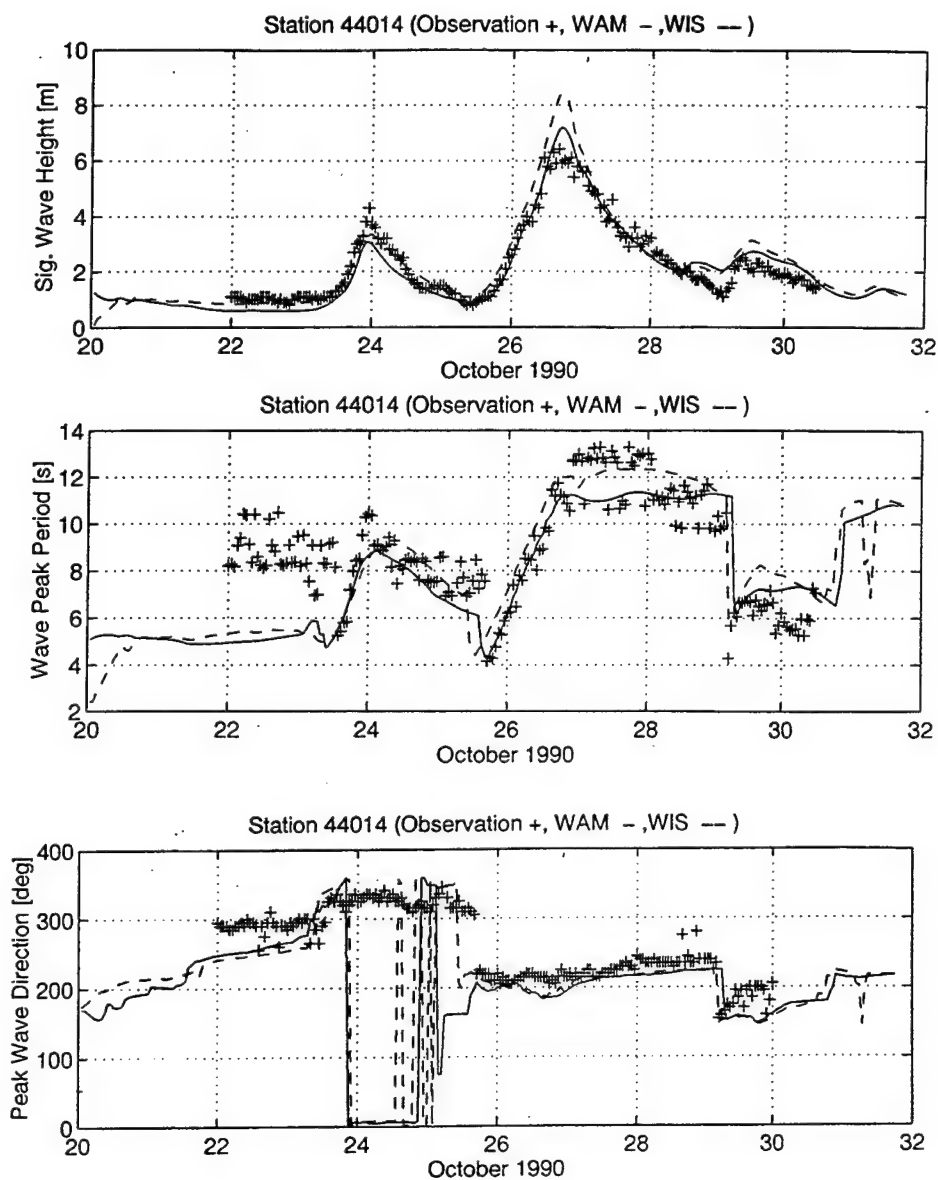 Station 44014 (Observation +, WAM - ,WIS -- )
Sig. Wave Height [m]
10
8
6
4
2
0
20 22 24 26 28 30 32
October 1990
Station 44014 (Observation +, WAM - ,WIS -- )
Wave Peak Period [s]
14
12
10
8
6
4
2
20 22 24 26 28 30 32
October 1990
Station 44014 (Observation +, WAM - ,WIS -- )
Peak Wave Direction [deg]
400
300
200
100
0
20 22 24 26 28 30 32
October 1990